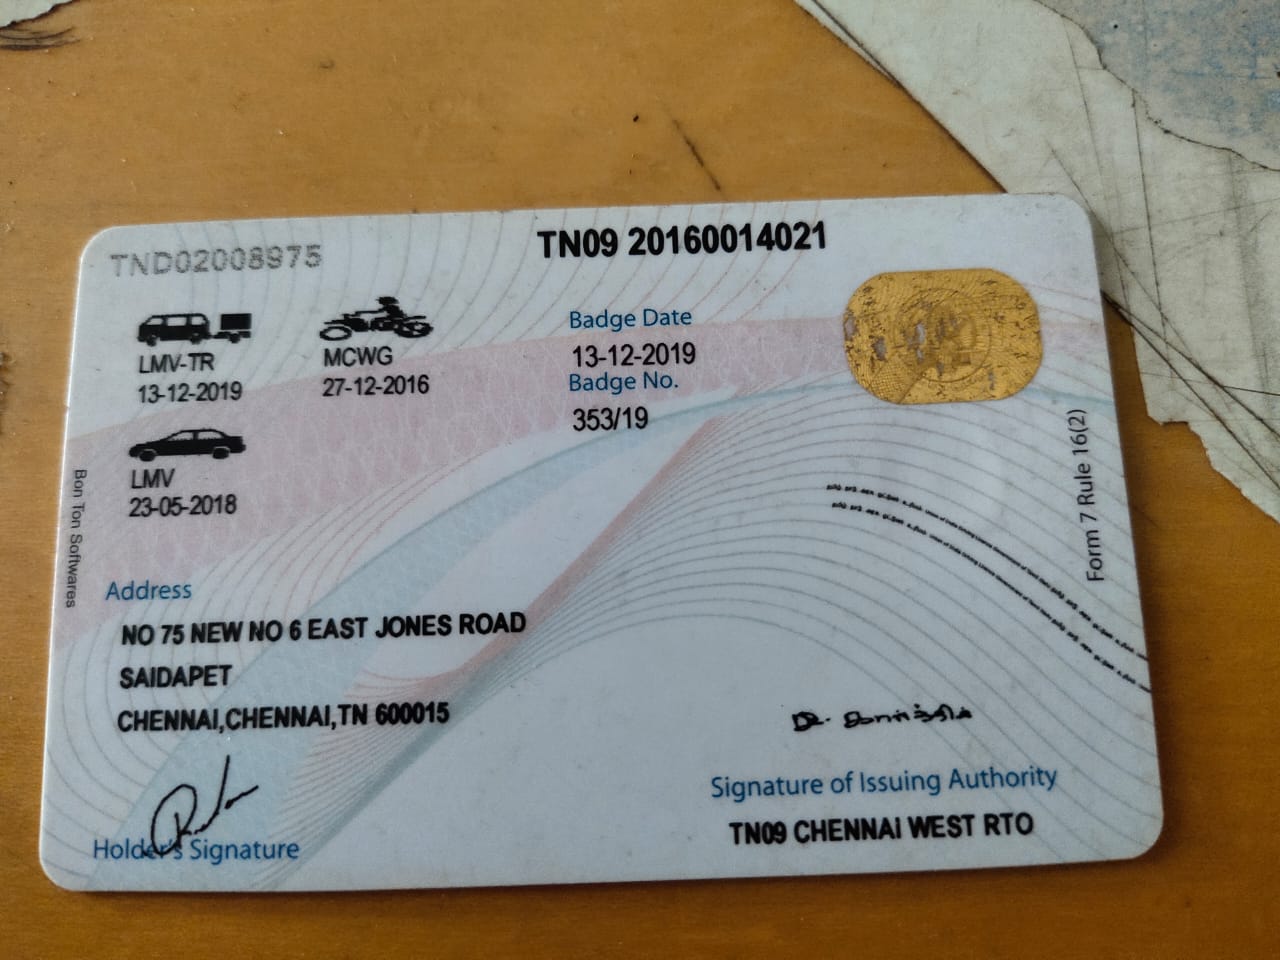 TND02008975
TN09 20160014021
LMV-TR
13-12-2019
MCWG
27-12-2016
Badge Date
13-12-2019
Badge No.
353/19
LMV
23-05-2018
Form 7 Rule 16(2)
Bon Ton Softwares
Address
NO 75 NEW NO 6 EAST JONES ROAD
SAIDAPET
CHENNAI,CHENNAI,TN 600015
Holder's Signature
Signature of Issuing Authority
TN09 CHENNAI WEST RTO